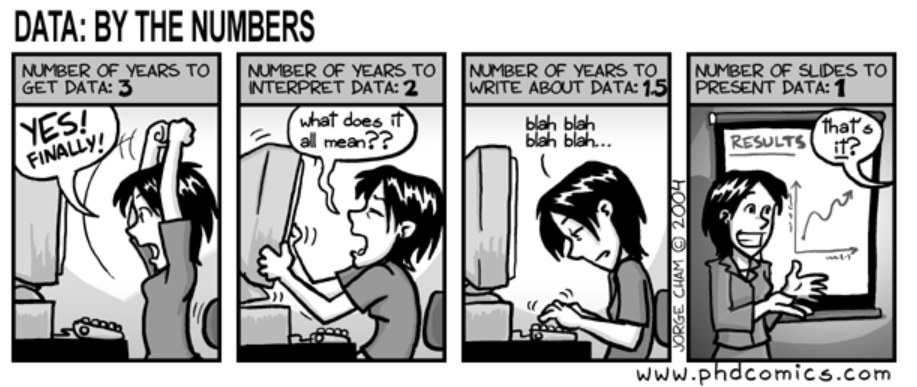 DATA: BY THE NUMBERS
NUMBER OF YEARS TO
GET DATA: 3
YES!
FINALLY!
NUMBER OF YEARS TO
INTERPRET DATA: 2
what does it
all mean??
NUMBER OF YEARS TO
WRITE ABOUT DATA: 1.5
blah blah
blah blah...
JORGE CHAM © 2004
NUMBER OF SLIDES TO
PRESENT DATA: 1
RESULTS
that's
it?
www.phdcomics.com